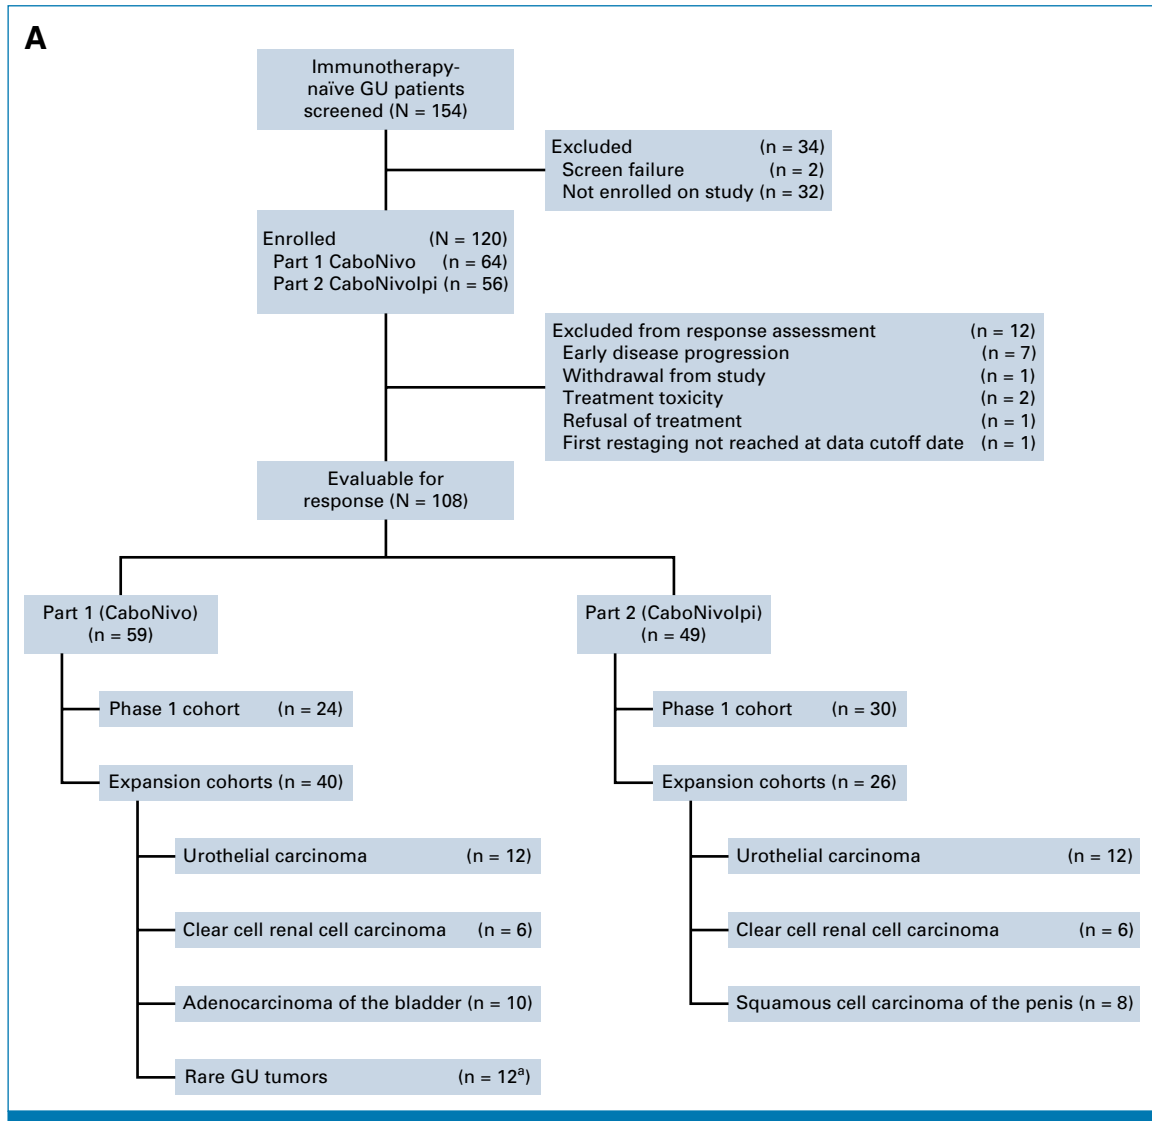 A
Immunotherapy-
naïve GU patients
screened (N = 154)
Excluded (n = 34)
Screen failure (n = 2)
Not enrolled on study (n = 32)
Enrolled (N = 120)
Part 1 CaboNivo (n = 64)
Part 2 CaboNivoIpi (n = 56)
Excluded from response assessment (n = 12)
Early disease progression (n = 7)
Withdrawal from study (n = 1)
Treatment toxicity (n = 2)
Refusal of treatment (n = 1)
First restaging not reached at data cutoff date (n = 1)
Evaluable for
response (N = 108)
Part 1 (CaboNivo)
(n = 59)
Phase 1 cohort (n = 24)
Expansion cohorts (n = 40)
Urothelial carcinoma (n = 12)
Clear cell renal cell carcinoma (n = 6)
Adenocarcinoma of the bladder (n = 10)
Rare GU tumors (n = 12ᵃ)
Part 2 (CaboNivoIpi)
(n = 49)
Phase 1 cohort (n = 30)
Expansion cohorts (n = 26)
Urothelial carcinoma (n = 12)
Clear cell renal cell carcinoma (n = 6)
Squamous cell carcinoma of the penis (n = 8)